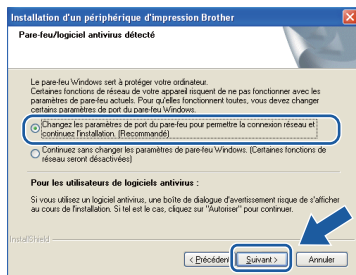 Installation d'un périphérique d'impression Brother
Pare-feu/logiciel antivirus détecté
Le pare-feu Windows sert à protéger votre ordinateur.
Certaines fonctions de réseau de votre appareil risquent de ne pas fonctionner avec les
paramètres de pare-feu actuels. Pour qu'elles fonctionnent toutes, vous devez changer
certains paramètres de port du pare-feu Windows.
Changez les paramètres de port du pare-feu pour permettre la connexion réseau et
continuez l'installation. (Recommandé)
Continuez sans changer les paramètres de pare-feu Windows. (Certaines fonctions de
réseau seront désactivées)
Pour les utilisateurs de logiciels antivirus :
Si vous utilisez un logiciel antivirus, une boîte de dialogue d'avertissement risque de s'afficher
au cours de l'installation. Si tel est le cas, cliquez sur "Autoriser" pour continuer.
InstallShield
< Précédent Suivant > Annuler